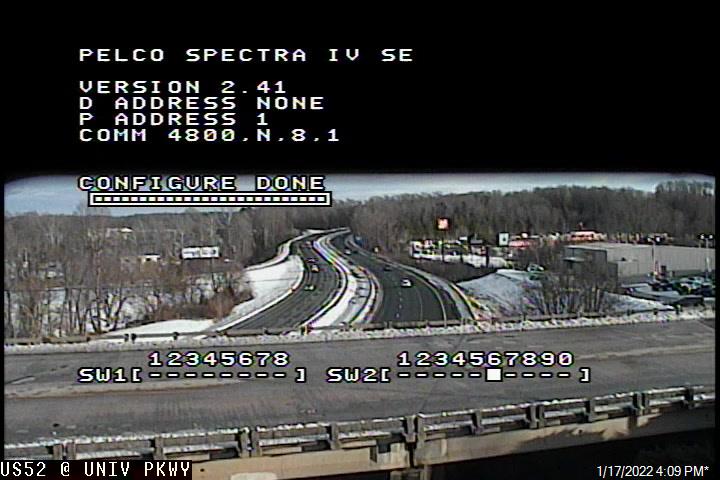 PELCO SPECTRA IV SE
VERSION 2.41
D ADDRESS NONE
P ADDRESS 1
COMM 4800,N,8,1
CONFIGURE DONE
12345678 1234567890
SW1[--------] SW2[-----■----]
US52 @ UNIV PKWY
1/17/2022 4:09 PM*